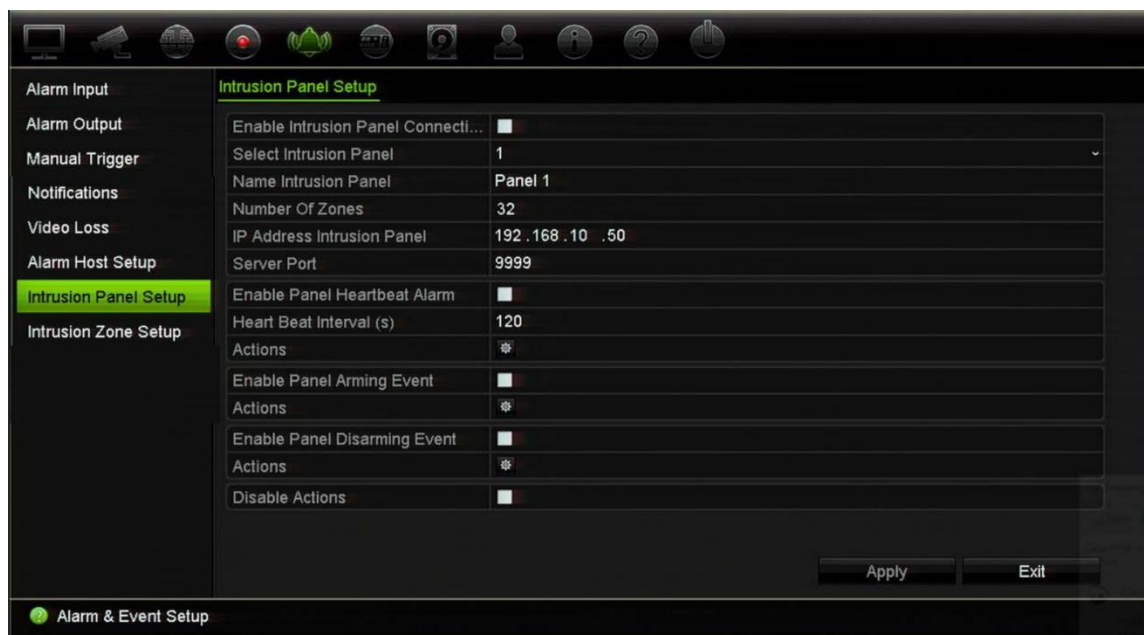 Alarm Input
Alarm Output
Manual Trigger
Notifications
Video Loss
Alarm Host Setup
Intrusion Panel Setup
Intrusion Zone Setup
Intrusion Panel Setup
Enable Intrusion Panel Connecti...
Select Intrusion Panel 1
Name Intrusion Panel Panel 1
Number Of Zones 32
IP Address Intrusion Panel 192 .168 .10 .50
Server Port 9999
Enable Panel Heartbeat Alarm
Heart Beat Interval (s) 120
Actions
Enable Panel Arming Event
Actions
Enable Panel Disarming Event
Actions
Disable Actions
Apply Exit
? Alarm & Event Setup